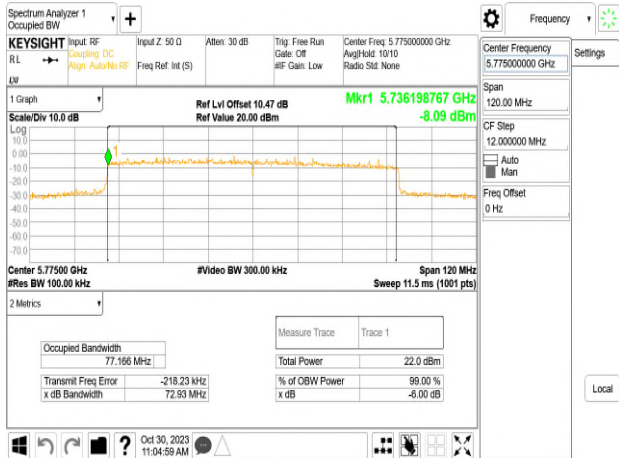 Spectrum Analyzer 1
Occupied BW
+
Frequency
KEYSIGHT
RL
Input: RF
Coupling: DC
Align: Auto/No RF
Input Z: 50 Ω
Freq Ref: Int (S)
Atten: 30 dB
Trig: Free Run
Gate: Off
#IF Gain: Low
Center Freq: 5.775000000 GHz
Avg|Hold: 10/10
Radio Std: None
Center Frequency
5.775000000 GHz
Settings
Span
120.00 MHz
CF Step
12.000000 MHz
Auto
Man
Freq Offset
0 Hz
Local
1 Graph
Scale/Div 10.0 dB
Ref Lvl Offset 10.47 dB
Ref Value 20.00 dBm
Mkr1 5.736198767 GHz
-8.09 dBm
Log
10.0
0.00
-10.0
-20.0
-30.0
-40.0
-50.0
-60.0
-70.0
1
Center 5.77500 GHz
#Res BW 100.00 kHz
#Video BW 300.00 kHz
Span 120 MHz
Sweep 11.5 ms (1001 pts)
2 Metrics
Occupied Bandwidth
77.166 MHz
Transmit Freq Error -218.23 kHz
x dB Bandwidth 72.93 MHz
Measure Trace Trace 1
Total Power 22.0 dBm
% of OBW Power 99.00 %
x dB -6.00 dB
?
Oct 30, 2023
11:04:59 AM